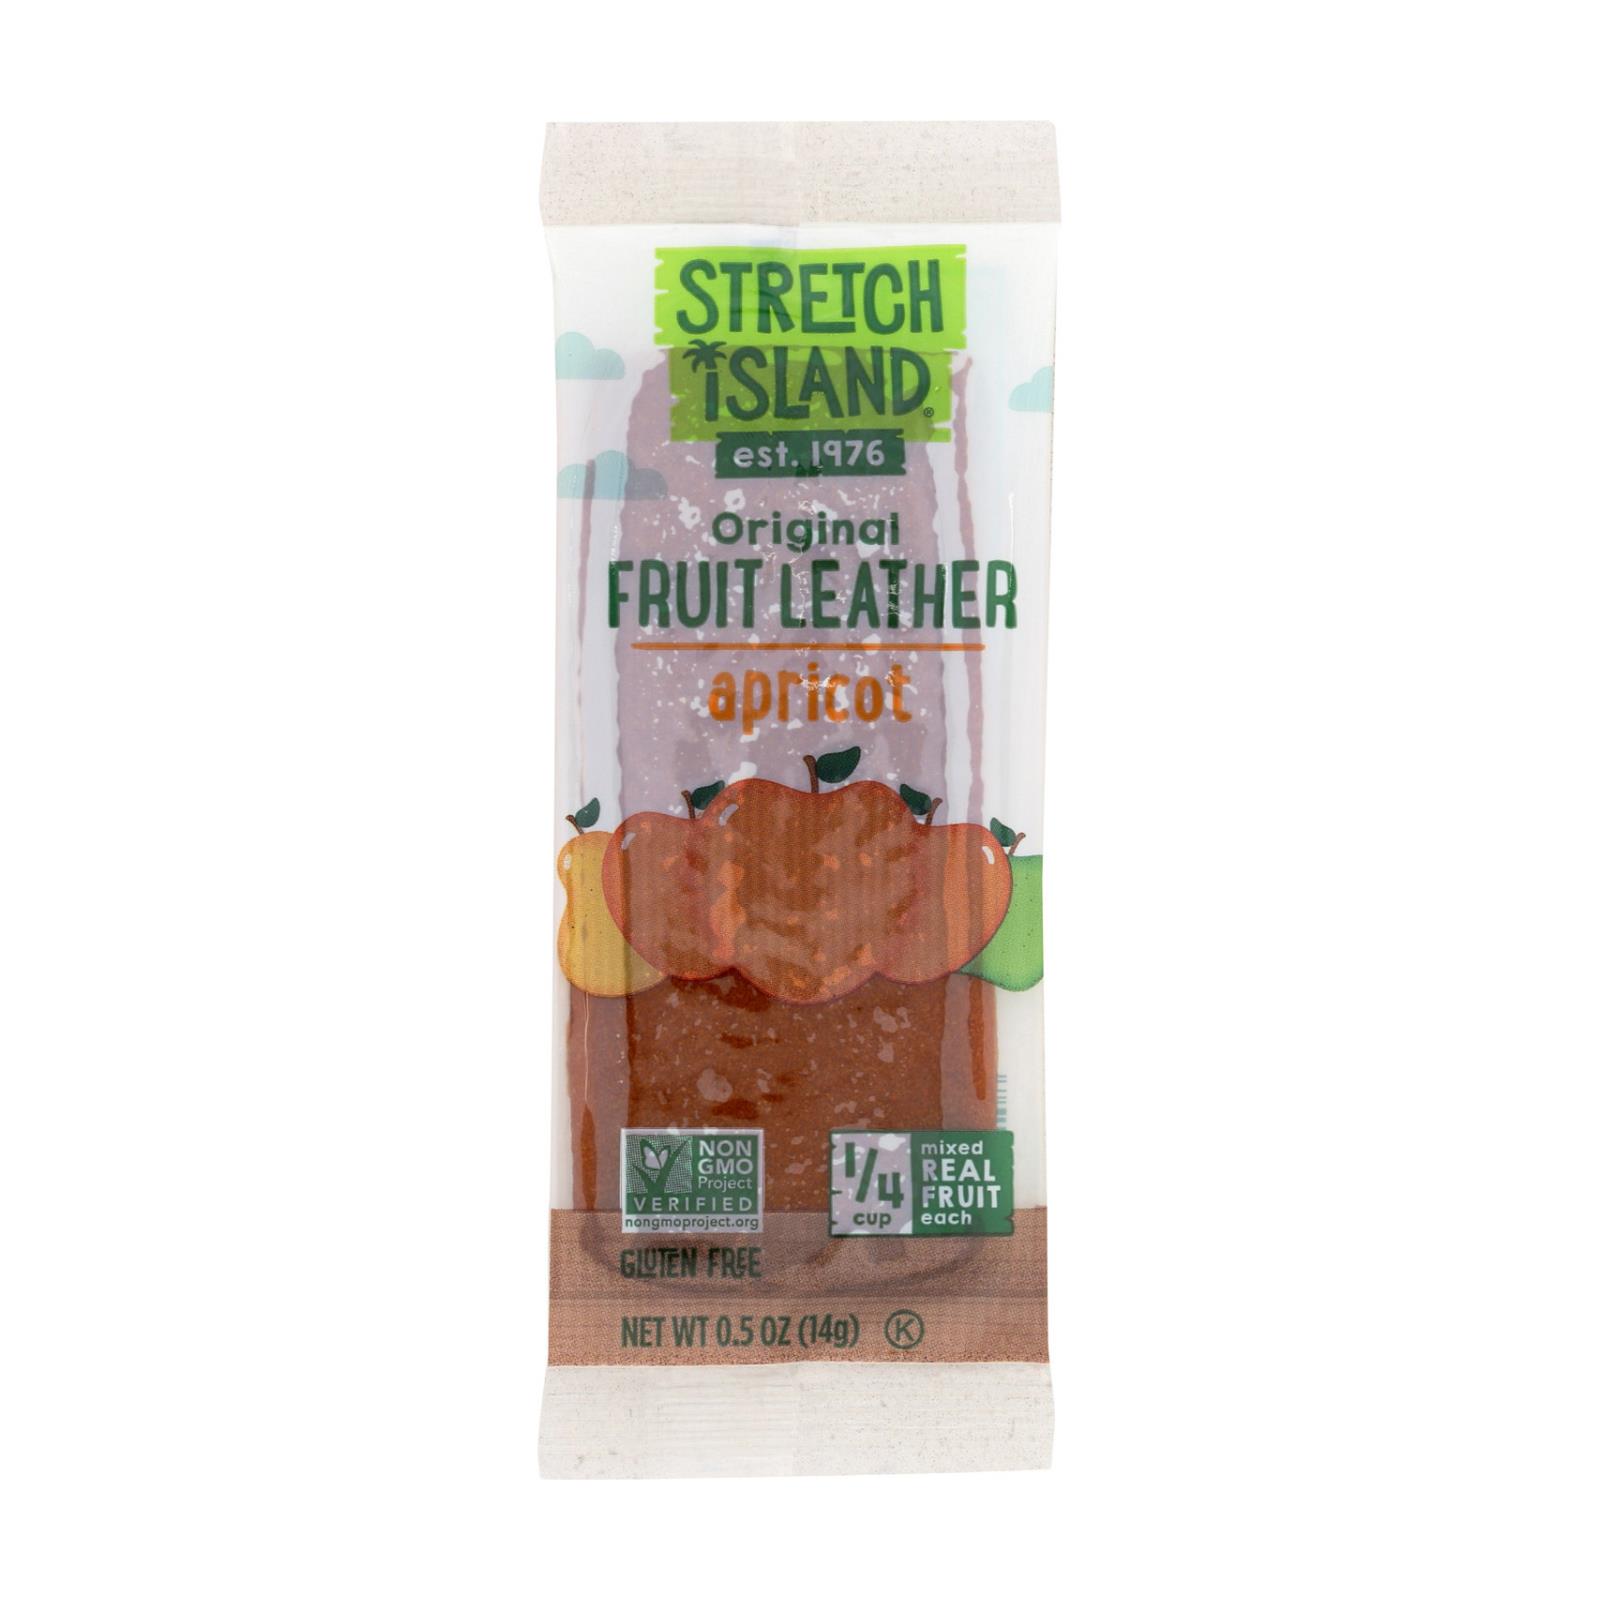 STRETCH
iSLAND®
est. 1976
Original
FRUIT LEATHER
apricot
NON
GMO
Project
VERIFIED
nongmoproject.org
1/4
cup
mixed
REAL
FRUIT
each
GLUTEN FREE
NET WT 0.5 OZ (14g) K